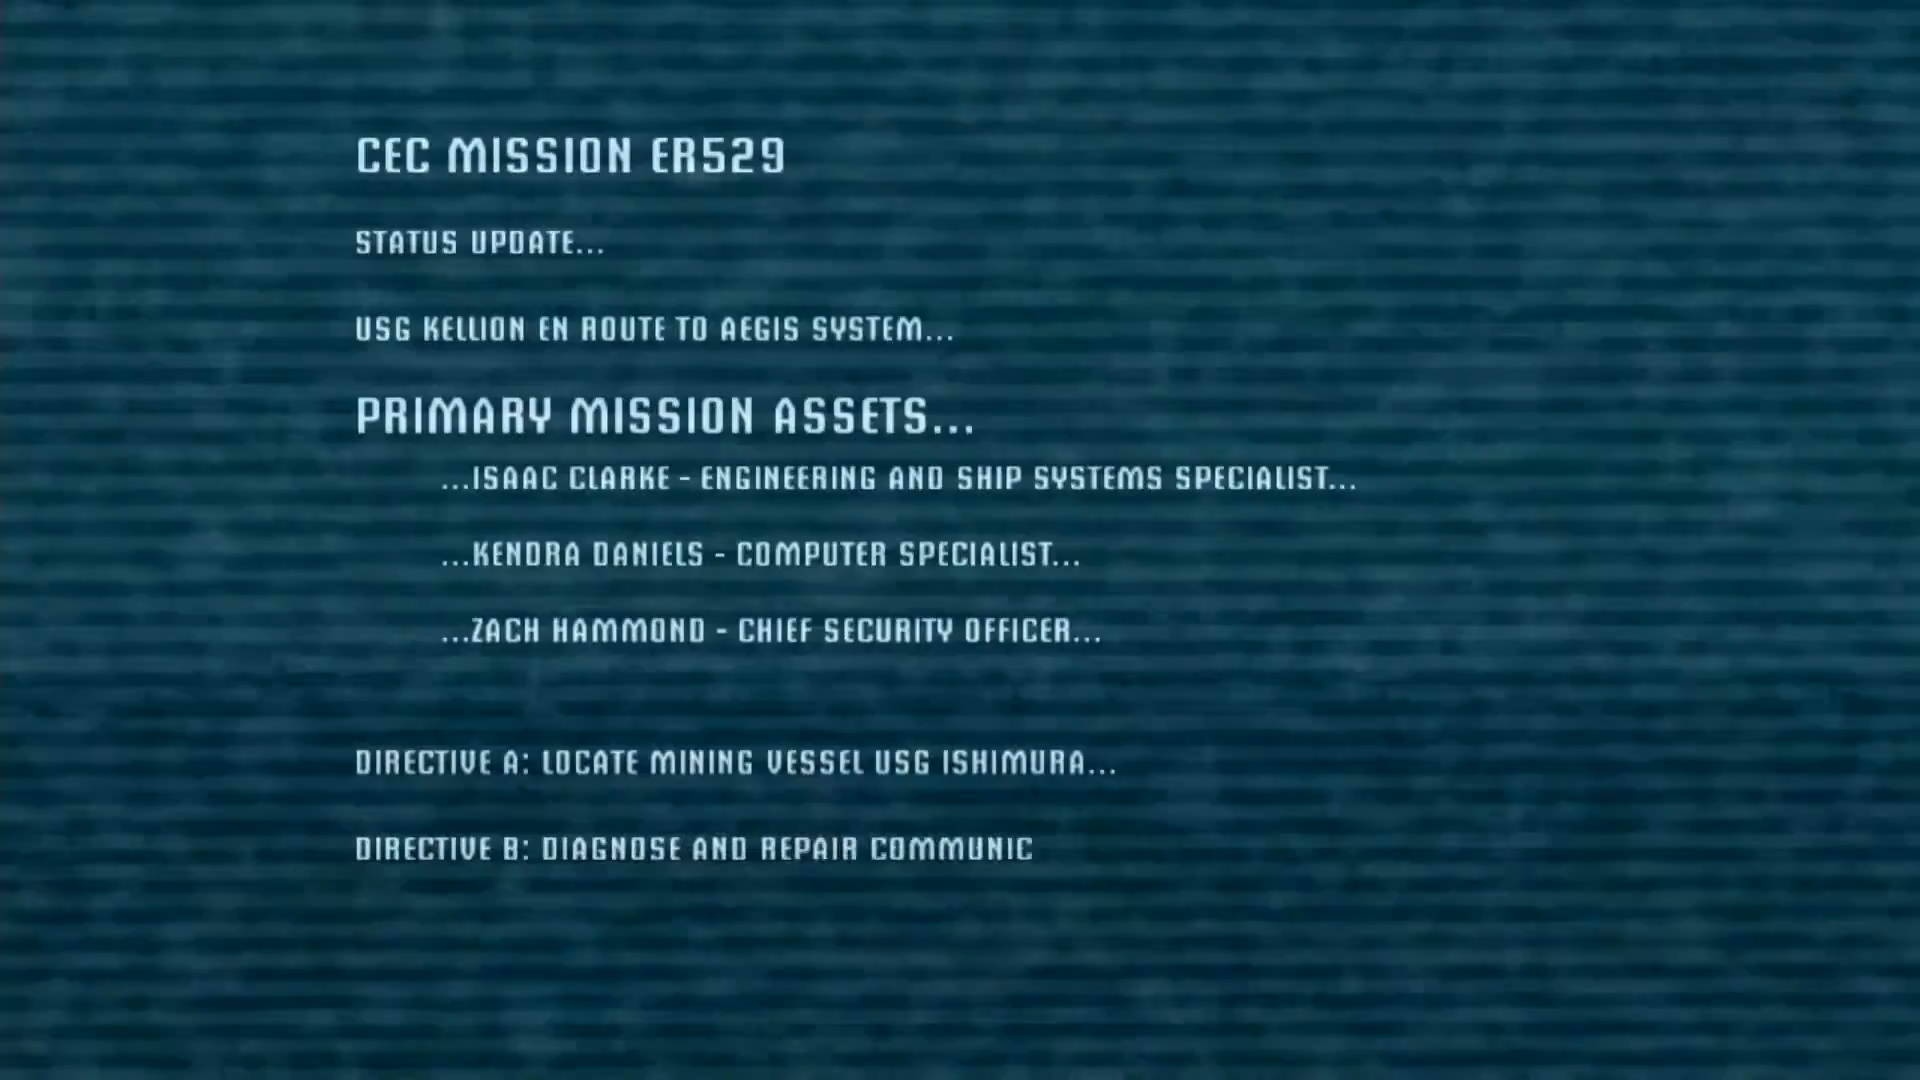 CEC MISSION ER529
STATUS UPDATE...
USG KELLION EN ROUTE TO AEGIS SYSTEM...
PRIMARY MISSION ASSETS...
...ISAAC CLARKE - ENGINEERING AND SHIP SYSTEMS SPECIALIST...
...KENDRA DANIELS - COMPUTER SPECIALIST...
...ZACH HAMMOND - CHIEF SECURITY OFFICER...
DIRECTIVE A: LOCATE MINING VESSEL USG ISHIMURA...
DIRECTIVE B: DIAGNOSE AND REPAIR COMMUNIC